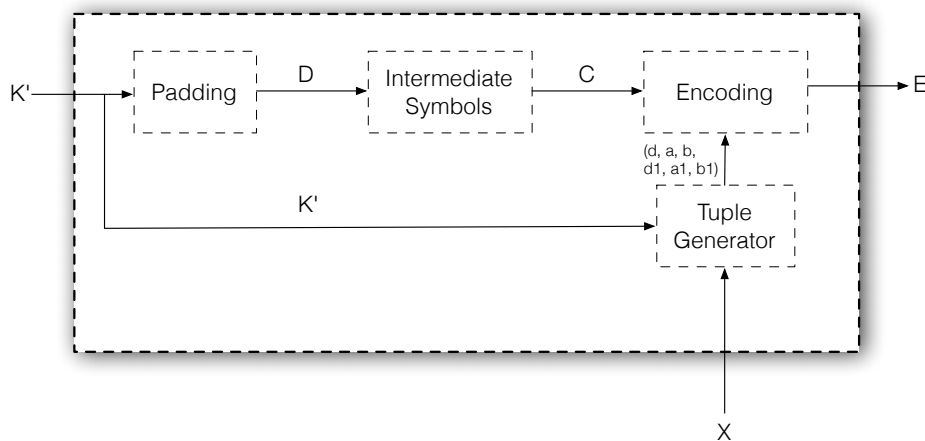 K'
Padding
D
Intermediate
Symbols
C
Encoding
E
(d, a, b,
d1, a1, b1)
K'
Tuple
Generator
X